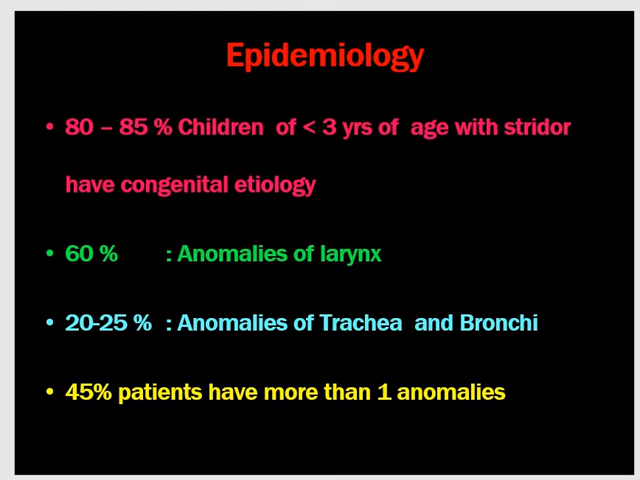 Epidemiology
• 80 – 85 % Children of < 3 yrs of age with stridor
have congenital etiology
• 60 % : Anomalies of larynx
• 20-25 % : Anomalies of Trachea and Bronchi
• 45% patients have more than 1 anomalies